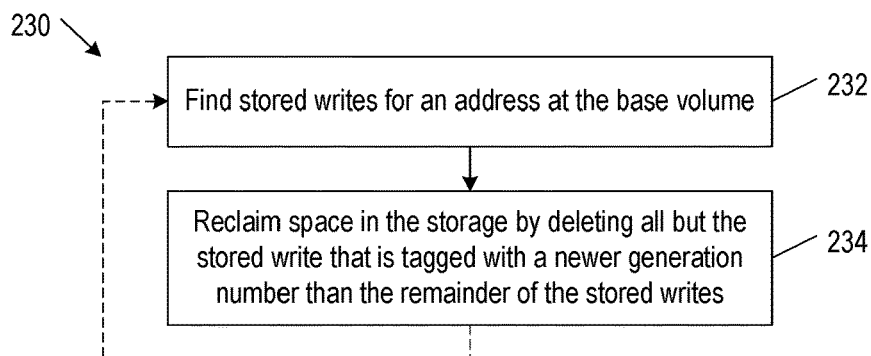 230
Find stored writes for an address at the base volume
232
Reclaim space in the storage by deleting all but the
stored write that is tagged with a newer generation
number than the remainder of the stored writes
234